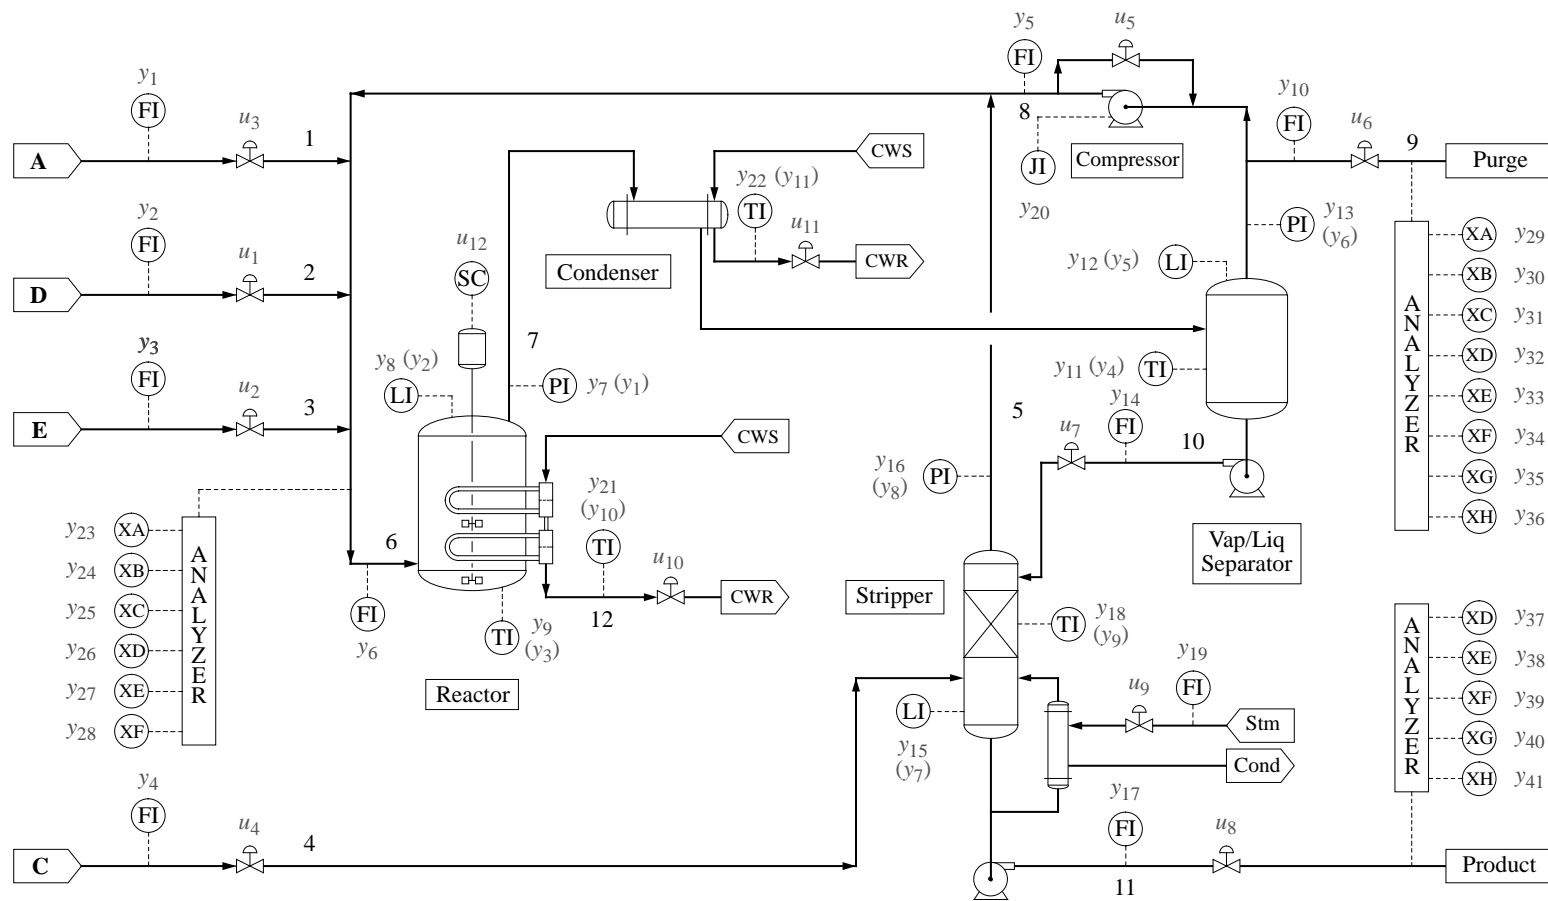 y5
u5
y1
FI
y10
FI
u3
1
8
FI
u6
9
A
CWS
JI
Compressor
Purge
y22 (y11)
y20
y13
(y6)
PI
y2
TI
u11
y29
XA
FI
u12
Condenser
CWR
y12 (y5)
LI
u1
2
SC
y30
XB
D
y31
XC
y3
FI
7
y8 (y2)
LI
y32
XD
u2
3
PI
y7 (y1)
y11 (y4)
TI
y33
XE
E
5
y14
FI
10
u7
y34
XF
CWS
y16
(y8)
PI
y35
XG
y21
(y10)
TI
y36
XH
ANALYZER
y23
XA
6
Vap/Liq
Separator
y24
XB
u10
y25
XC
FI
y6
12
CWR
Stripper
y18
(y9)
TI
y37
XD
y26
XD
TI
y9
(y3)
y38
XE
y27
XE
Reactor
y19
FI
u9
y39
XF
y28
XF
ANALYZER
LI
y15
(y7)
Stm
y40
XG
Cond
y41
XH
ANALYZER
y4
FI
y17
FI
u4
4
u8
C
11
Product